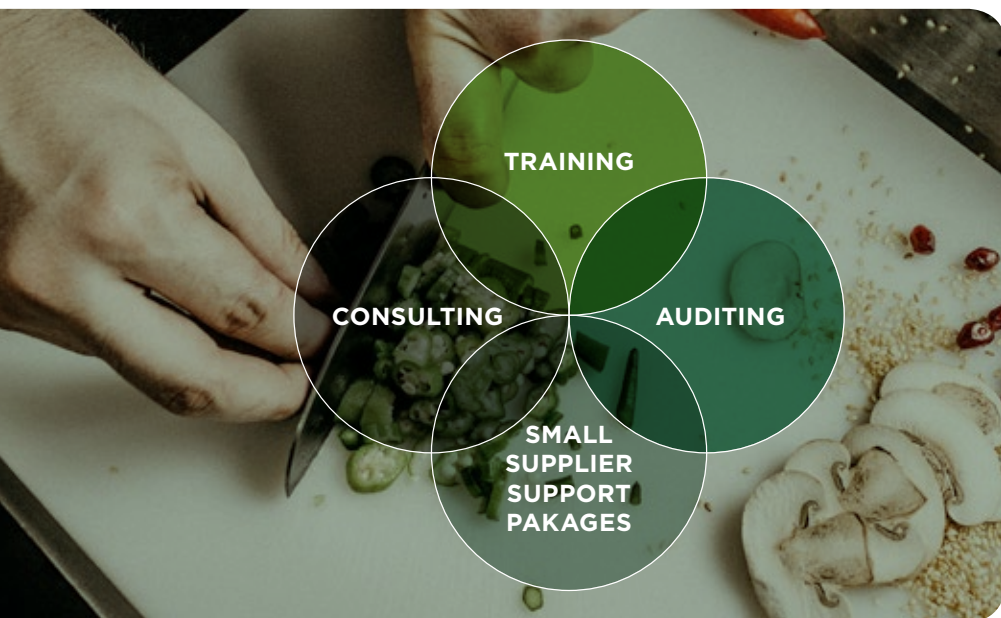 TRAINING
CONSULTING
AUDITING
SMALL
SUPPLIER
SUPPORT
PAKAGES